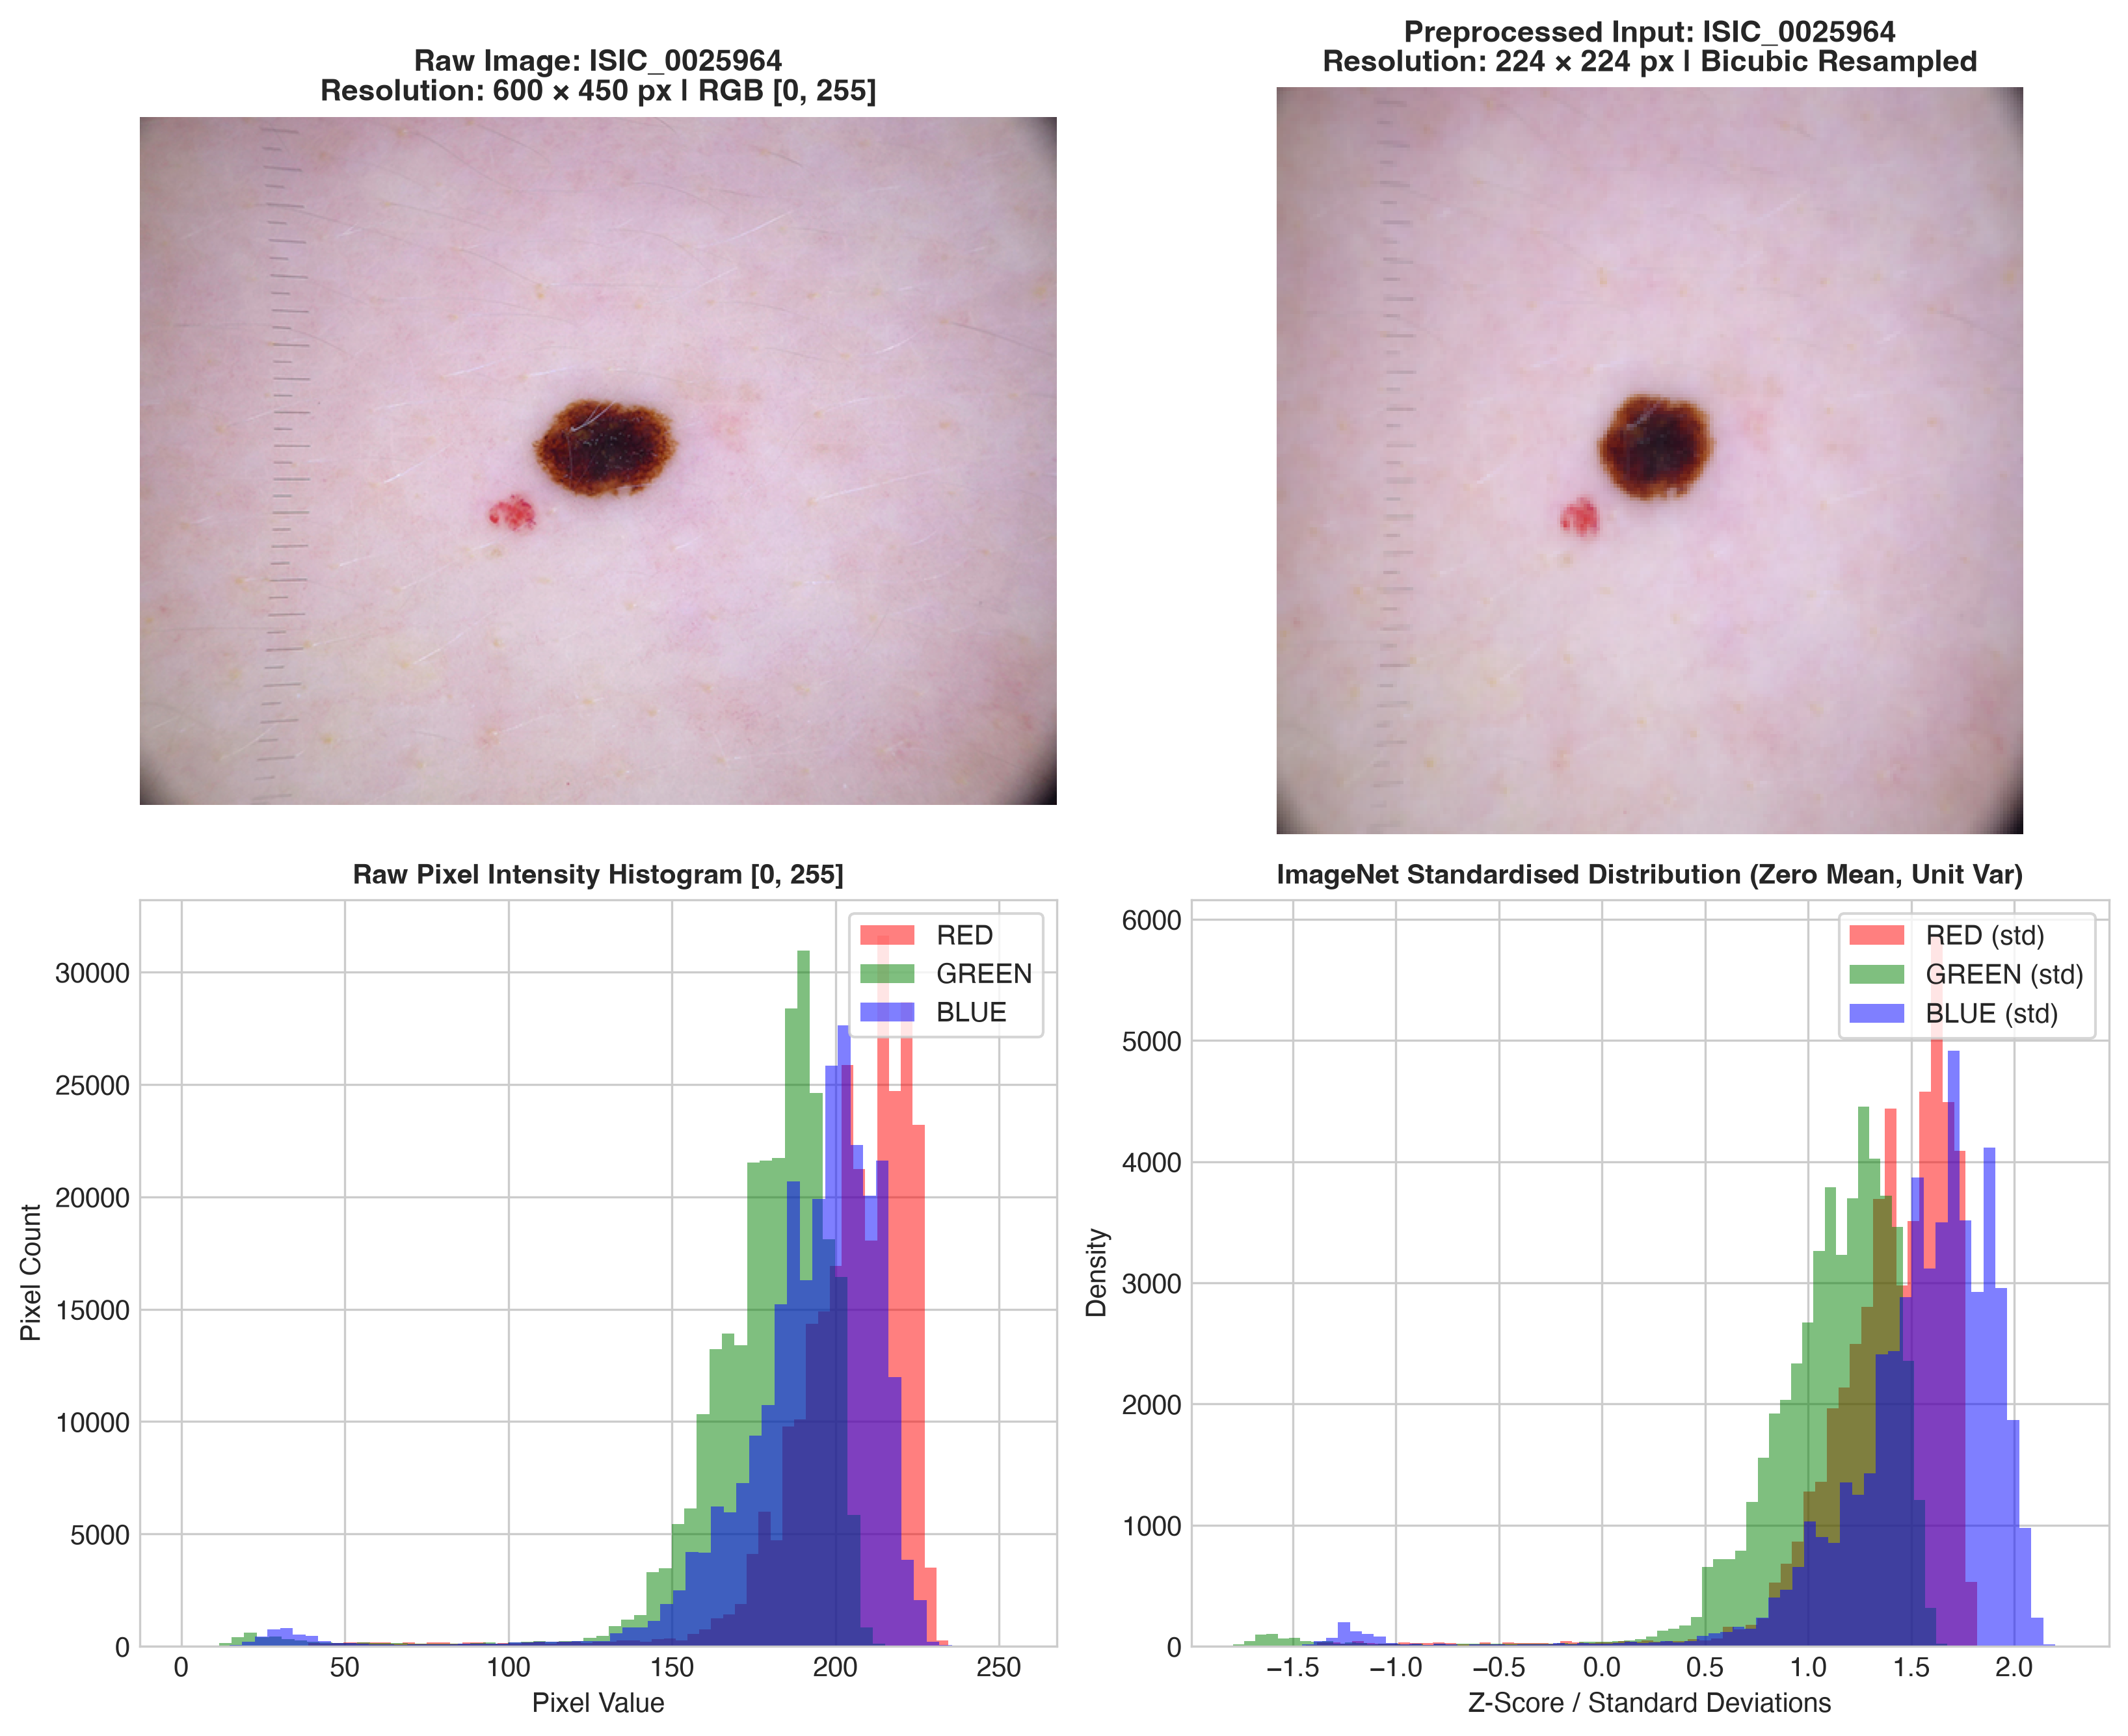 Raw Image: ISIC_0025964
Resolution: 600 × 450 px | RGB [0, 255]
Preprocessed Input: ISIC_0025964
Resolution: 224 × 224 px | Bicubic Resampled
Raw Pixel Intensity Histogram [0, 255]
RED
GREEN
BLUE
30000
25000
20000
15000
10000
5000
0
Pixel Count
0 50 100 150 200 250
Pixel Value
ImageNet Standardised Distribution (Zero Mean, Unit Var)
RED (std)
GREEN (std)
BLUE (std)
6000
5000
4000
3000
2000
1000
0
Density
−1.5 −1.0 −0.5 0.0 0.5 1.0 1.5 2.0
Z-Score / Standard Deviations